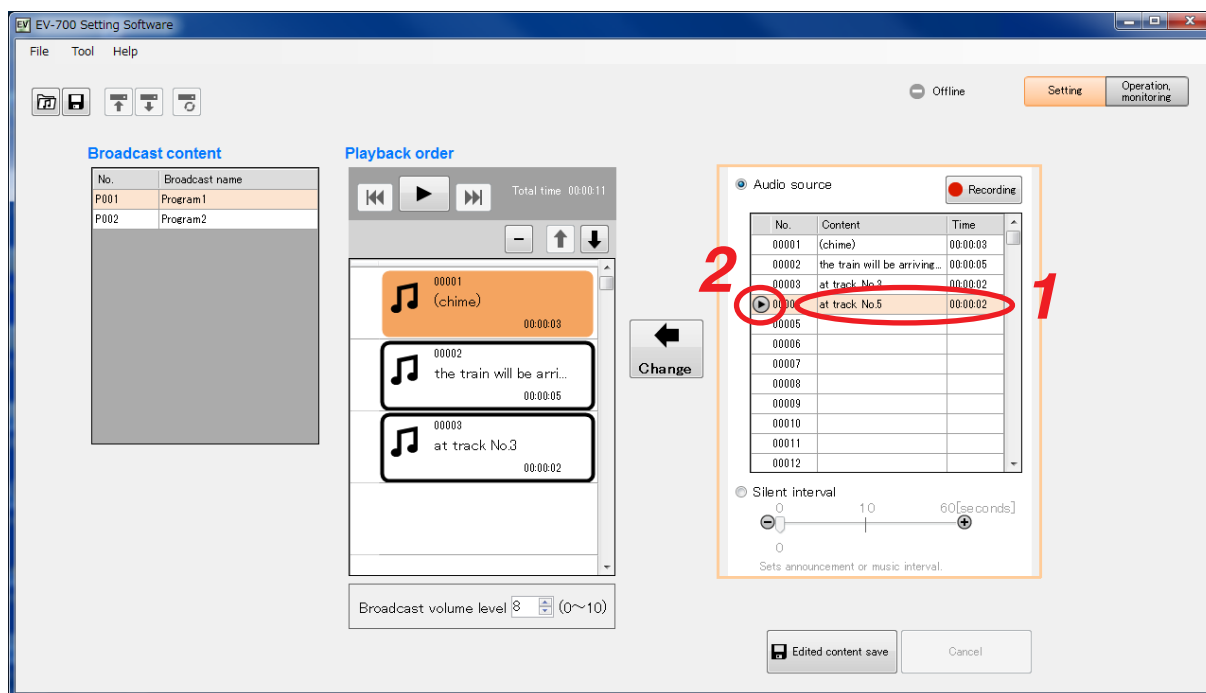 EV EV-700 Setting Software
File Tool Help
Offline
Setting
Operation,
monitoring
Broadcast content
No. Broadcast name
P001 Program1
P002 Program2
Playback order
Total time 00:00:11
00001
(chime)
00:00:03
00002
the train will be arri...
00:00:05
00003
at track No.3
00:00:02
Broadcast volume level 8 (0~10)
Change
Audio source
Recording
No. Content Time
00001 (chime) 00:00:03
00002 the train will be arriving... 00:00:05
00003 at track No.3 00:00:02
at track No.5 00:00:02
00005
00006
00007
00008
00009
00010
00011
00012
2
1
Silent interval
0 10 60[seconds]
0
Sets announcement or music interval.
Edited content save
Cancel